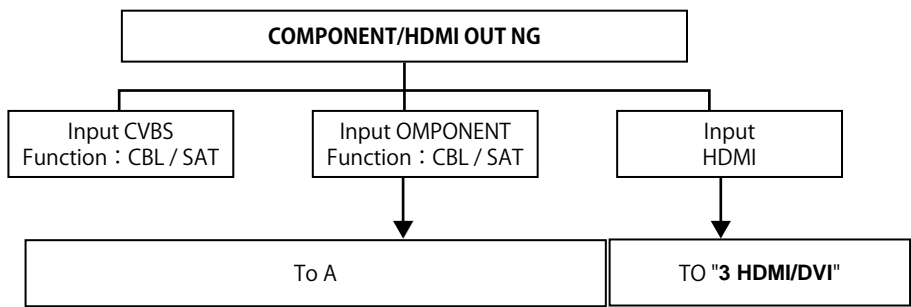 COMPONENT/HDMI OUT NG
Input CVBS
Function：CBL / SAT
Input OMPONENT
Function：CBL / SAT
Input
HDMI
To A
TO "3 HDMI/DVI"